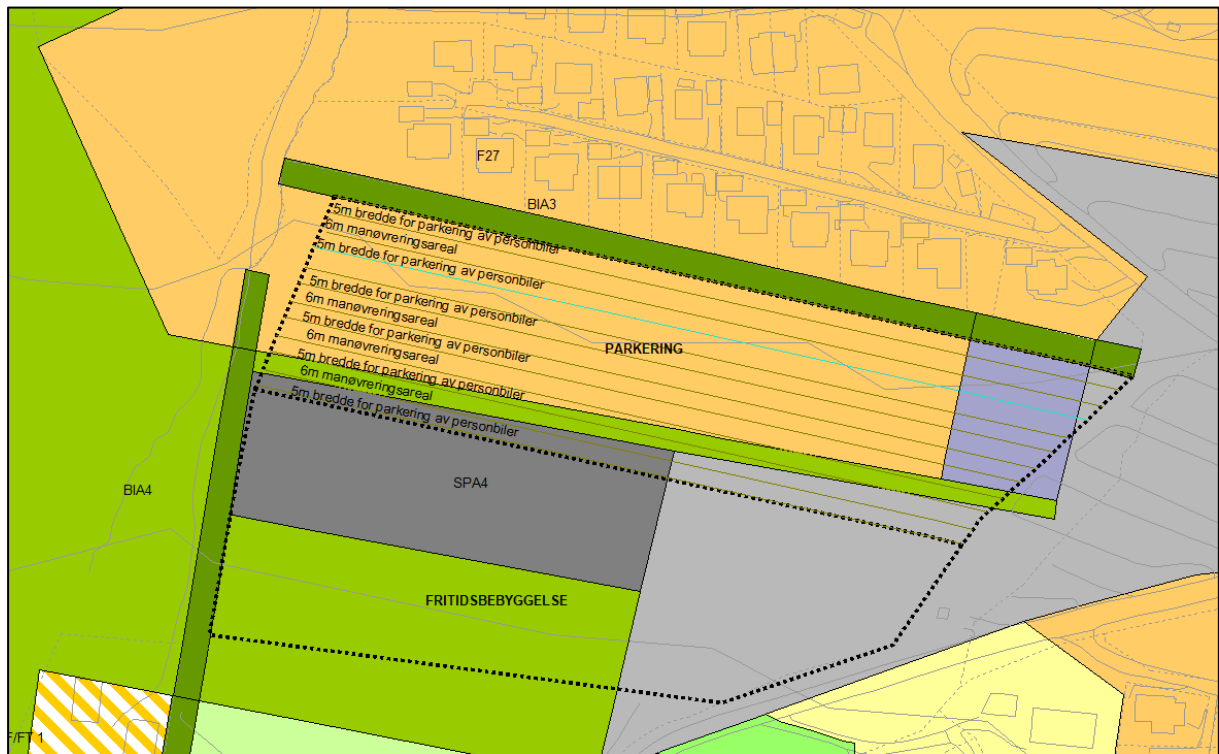 F27
BIA3
5m bredde for parkering av personbiler
6m manøvreringsareal
5m bredde for parkering av personbiler
5m bredde for parkering av personbiler
6m manøvreringsareal
5m bredde for parkering av personbiler
6m manøvreringsareal
5m bredde for parkering av personbiler
6m manøvreringsareal
5m bredde for parkering av personbiler
PARKERING
BIA4
SPA4
FRITIDSBEBYGGELSE
F/FT 1